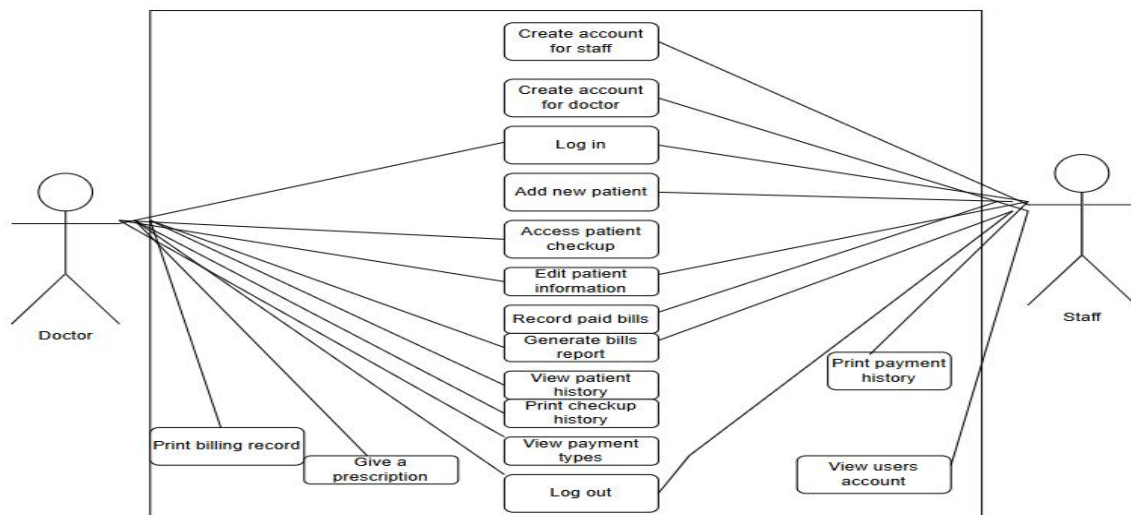 Create account
for staff
Create account
for doctor
Log in
Add new patient
Access patient
checkup
Edit patient
information
Record paid bills
Generate bills
report
View patient
history
Print checkup
history
View payment
types
Log out
Doctor
Staff
Print billing record
Give a
prescription
Print payment
history
View users
account